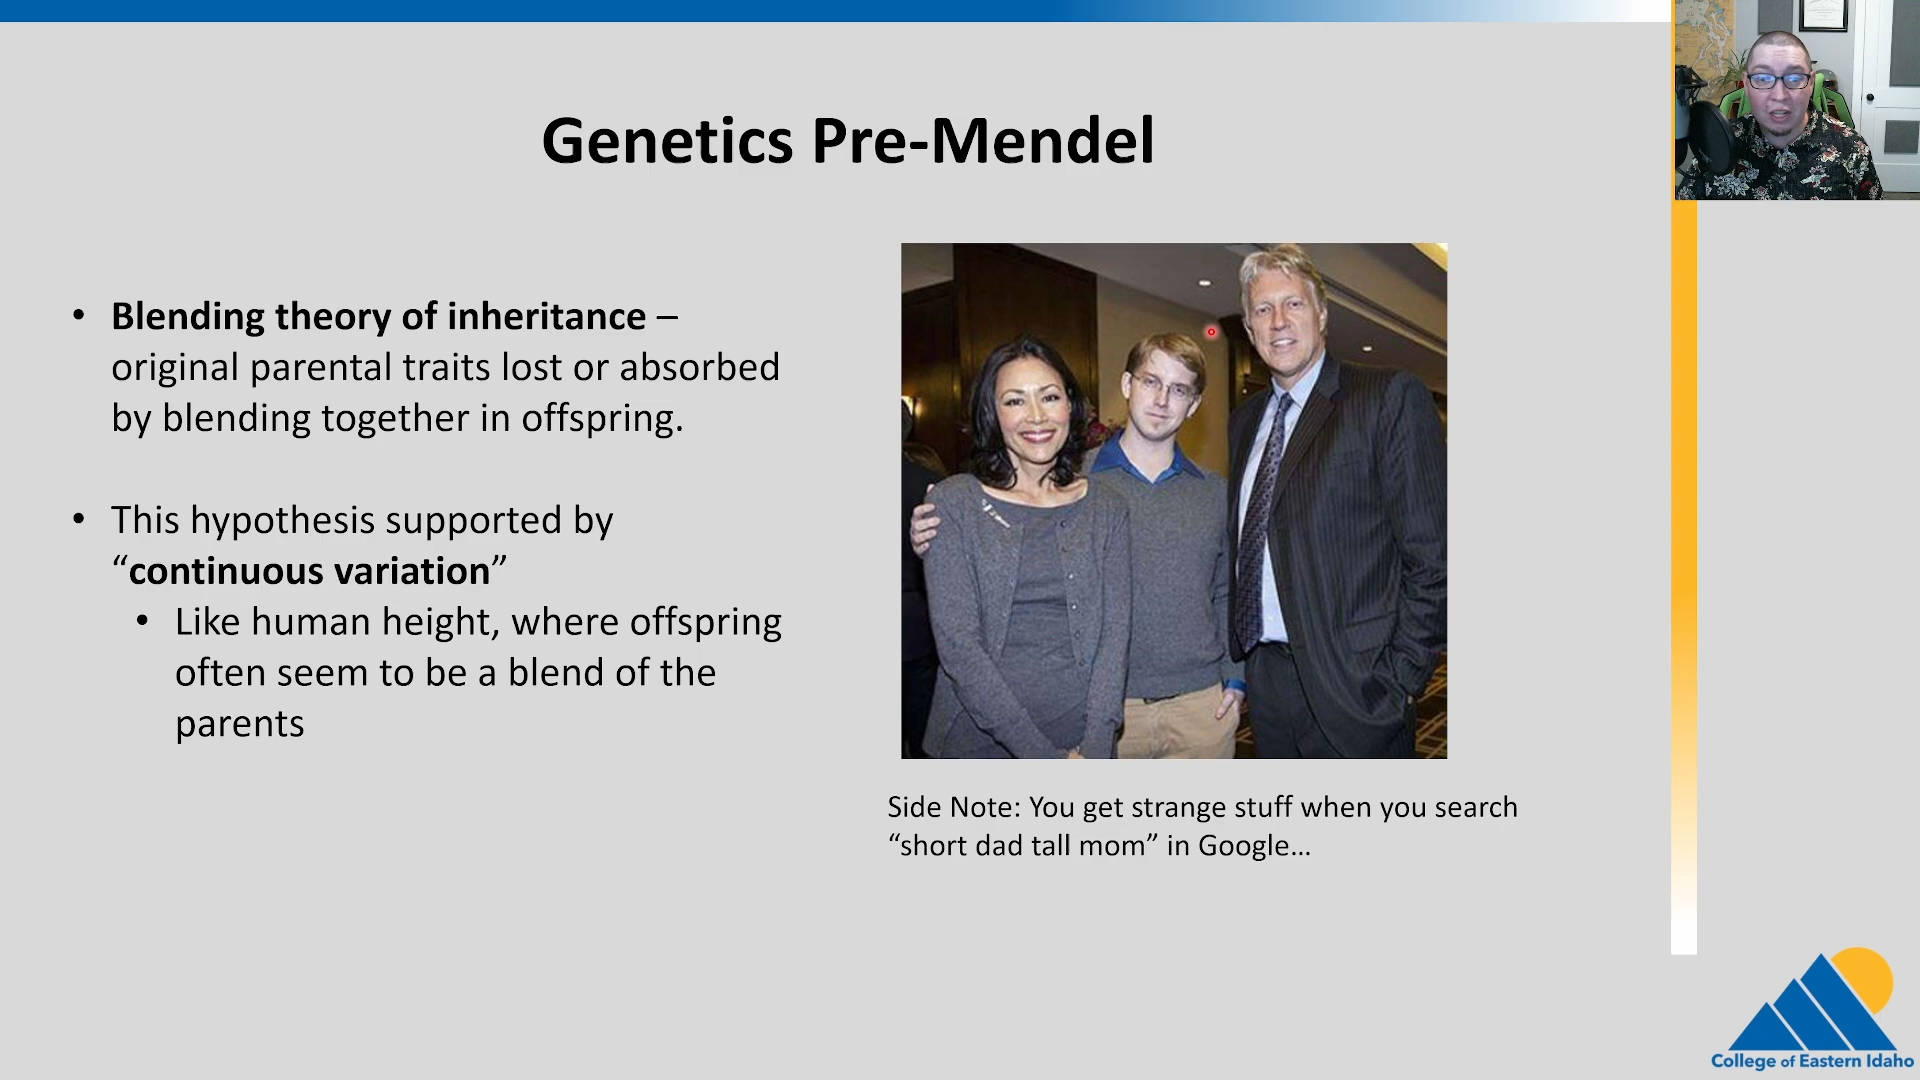 Genetics Pre-Mendel
• Blending theory of inheritance –
original parental traits lost or absorbed
by blending together in offspring.
• This hypothesis supported by
“continuous variation”
• Like human height, where offspring
often seem to be a blend of the
parents
Side Note: You get strange stuff when you search
“short dad tall mom” in Google…
College of Eastern Idaho